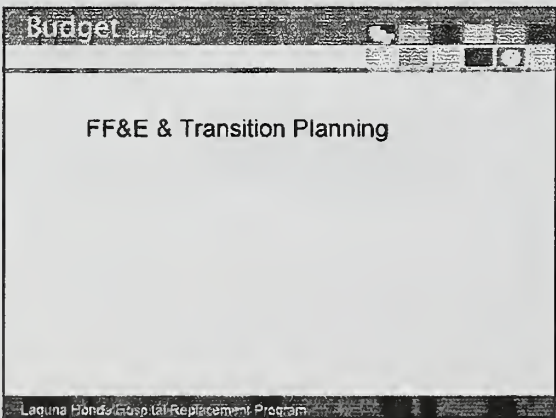 Budget
FF&E & Transition Planning
Laguna Honda Hospital Replacement Program